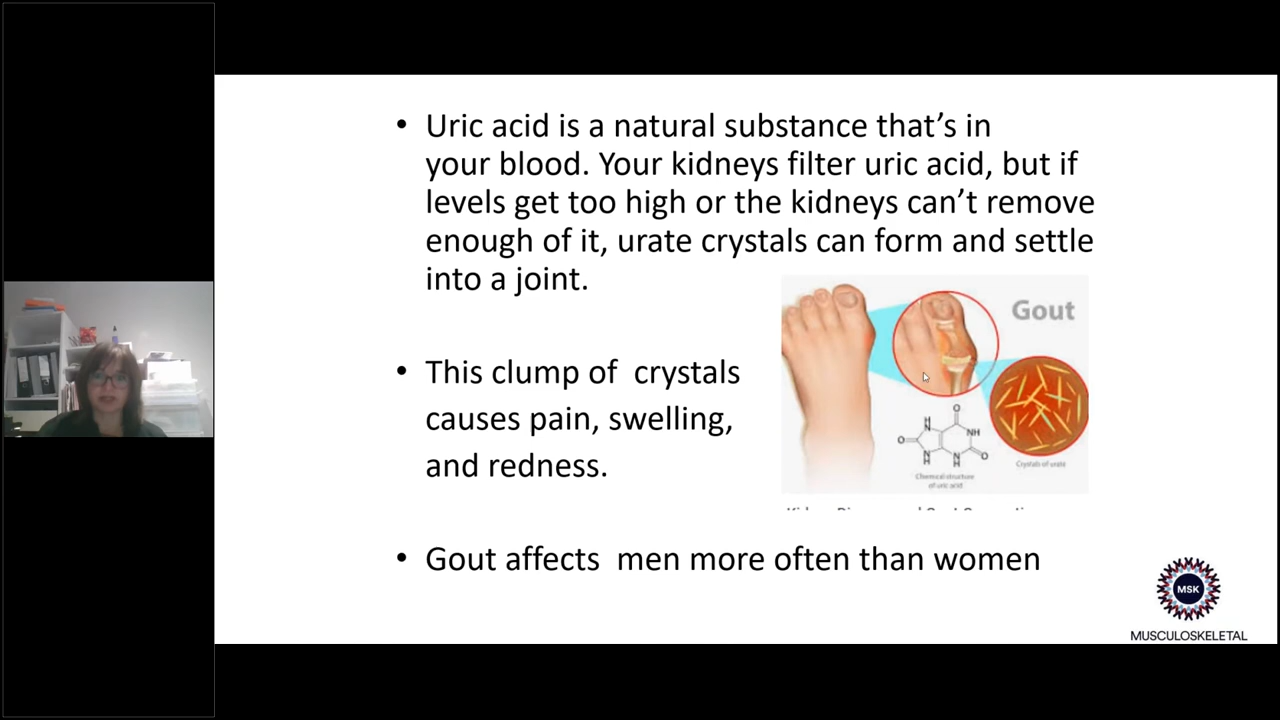 • Uric acid is a natural substance that’s in
your blood. Your kidneys filter uric acid, but if
levels get too high or the kidneys can’t remove
enough of it, urate crystals can form and settle
into a joint.
Gout
• This clump of  crystals
causes pain, swelling,
and redness.
H
N
O
NH
O
N
H
N
H
O
Crystals of urate
Chemical structure
of uric acid
• Gout affects  men more often than women
MSK
MUSCULOSKELETAL